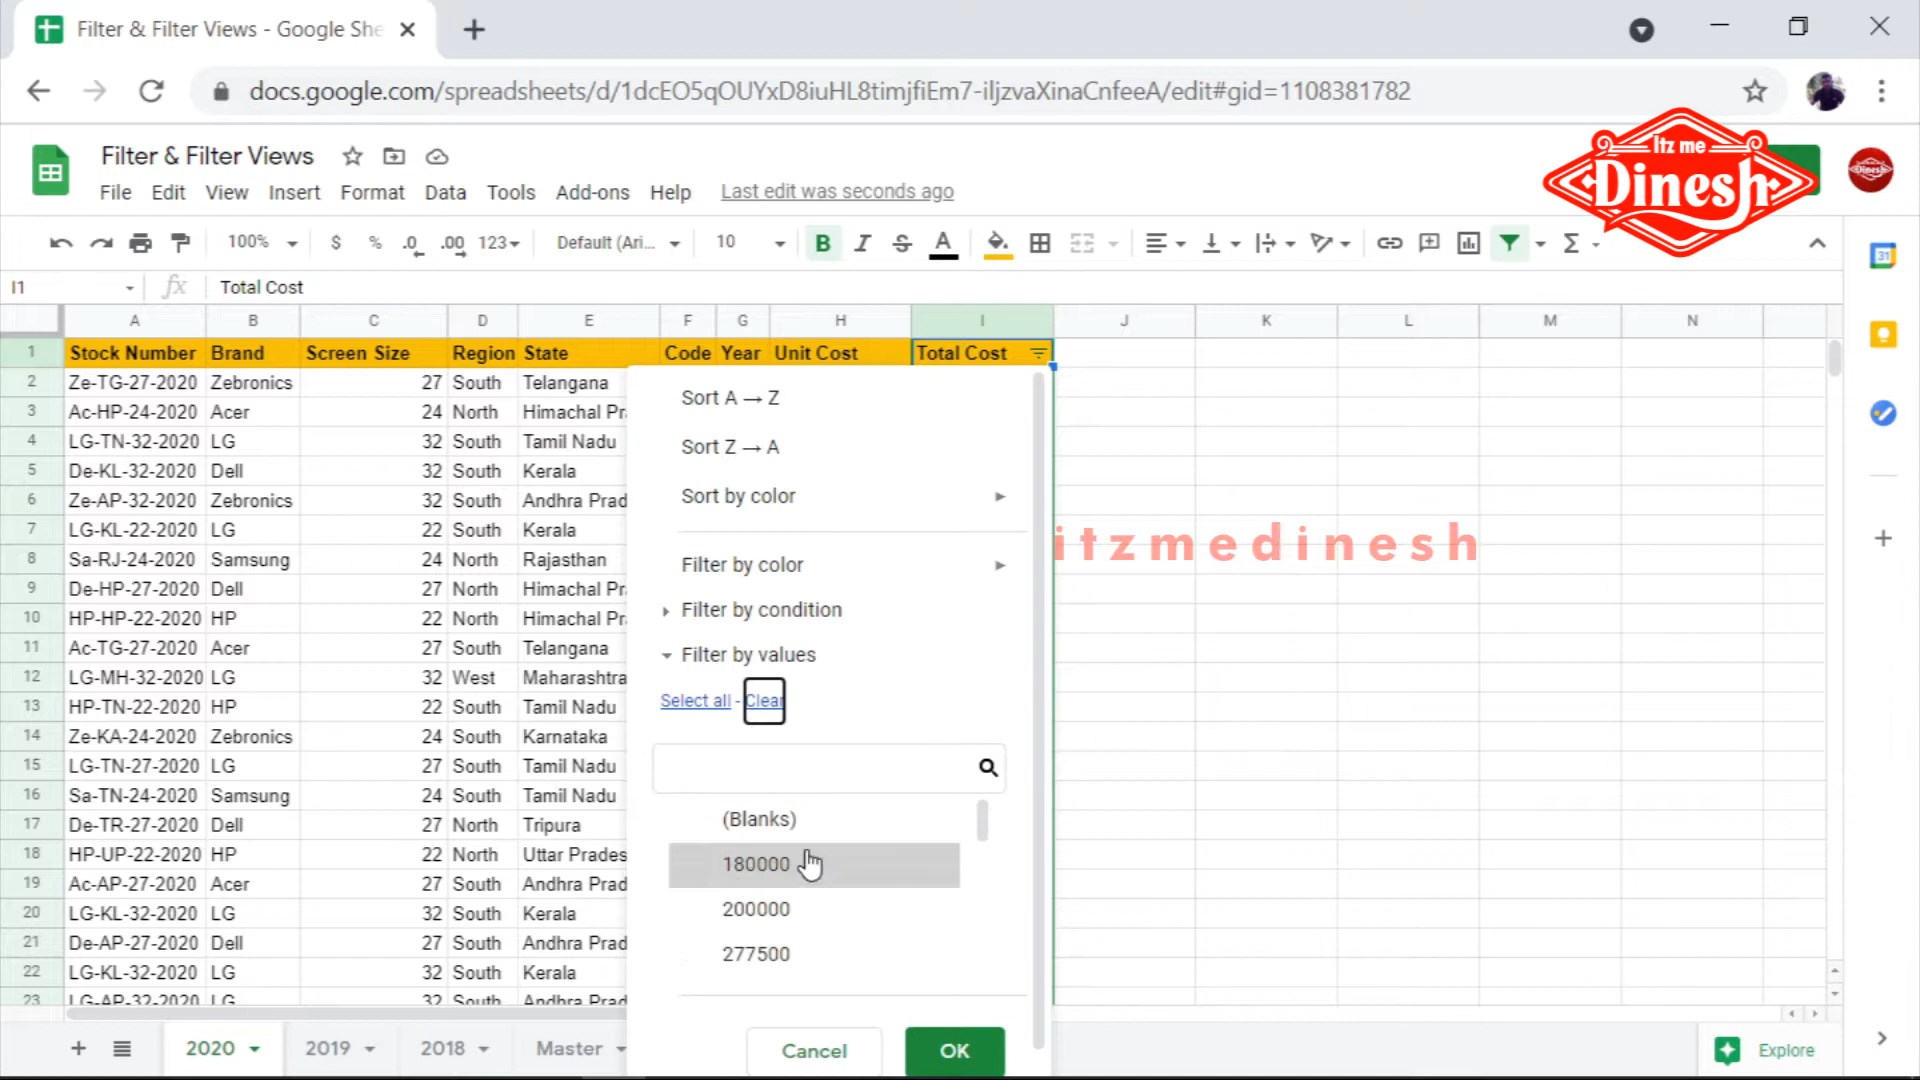 Filter & Filter Views - Google She
docs.google.com/spreadsheets/d/1dcEO5qOUYxD8iuHL8timjfiEm7-iljzvaXinaCnfeeA/edit#gid=1108381782
Filter & Filter Views
File Edit View Insert Format Data Tools Add-ons Help Last edit was seconds ago
Itz me
Dinesh
Dinesh
100% $ % .0 .00 123 Default (Ari... 10 B I S A Σ
31
I1 fx Total Cost
A B C D E F G H I J K L M N
1 Stock Number Brand Screen Size Region State Code Year Unit Cost Total Cost
2 Ze-TG-27-2020 Zebronics 27 South Telangana
3 Ac-HP-24-2020 Acer 24 North Himachal Pr
4 LG-TN-32-2020 LG 32 South Tamil Nadu
5 De-KL-32-2020 Dell 32 South Kerala
6 Ze-AP-32-2020 Zebronics 32 South Andhra Prad
7 LG-KL-22-2020 LG 22 South Kerala
8 Sa-RJ-24-2020 Samsung 24 North Rajasthan
9 De-HP-27-2020 Dell 27 North Himachal Pr
10 HP-HP-22-2020 HP 22 North Himachal Pr
11 Ac-TG-27-2020 Acer 27 South Telangana
12 LG-MH-32-2020 LG 32 West Maharashtra
13 HP-TN-22-2020 HP 22 South Tamil Nadu
14 Ze-KA-24-2020 Zebronics 24 South Karnataka
15 LG-TN-27-2020 LG 27 South Tamil Nadu
16 Sa-TN-24-2020 Samsung 24 South Tamil Nadu
17 De-TR-27-2020 Dell 27 North Tripura
18 HP-UP-22-2020 HP 22 North Uttar Prades
19 Ac-AP-27-2020 Acer 27 South Andhra Prad
20 LG-KL-32-2020 LG 32 South Kerala
21 De-AP-27-2020 Dell 27 South Andhra Prad
22 LG-KL-32-2020 LG 32 South Kerala
23 LG-AP-32-2020 LG 32 South Andhra Prad
Sort A → Z
Sort Z → A
Sort by color
Filter by color
Filter by condition
Filter by values
Select all - Clear
(Blanks)
180000
200000
277500
Cancel OK
itzmedinesh
2020 2019 2018 Master
Explore